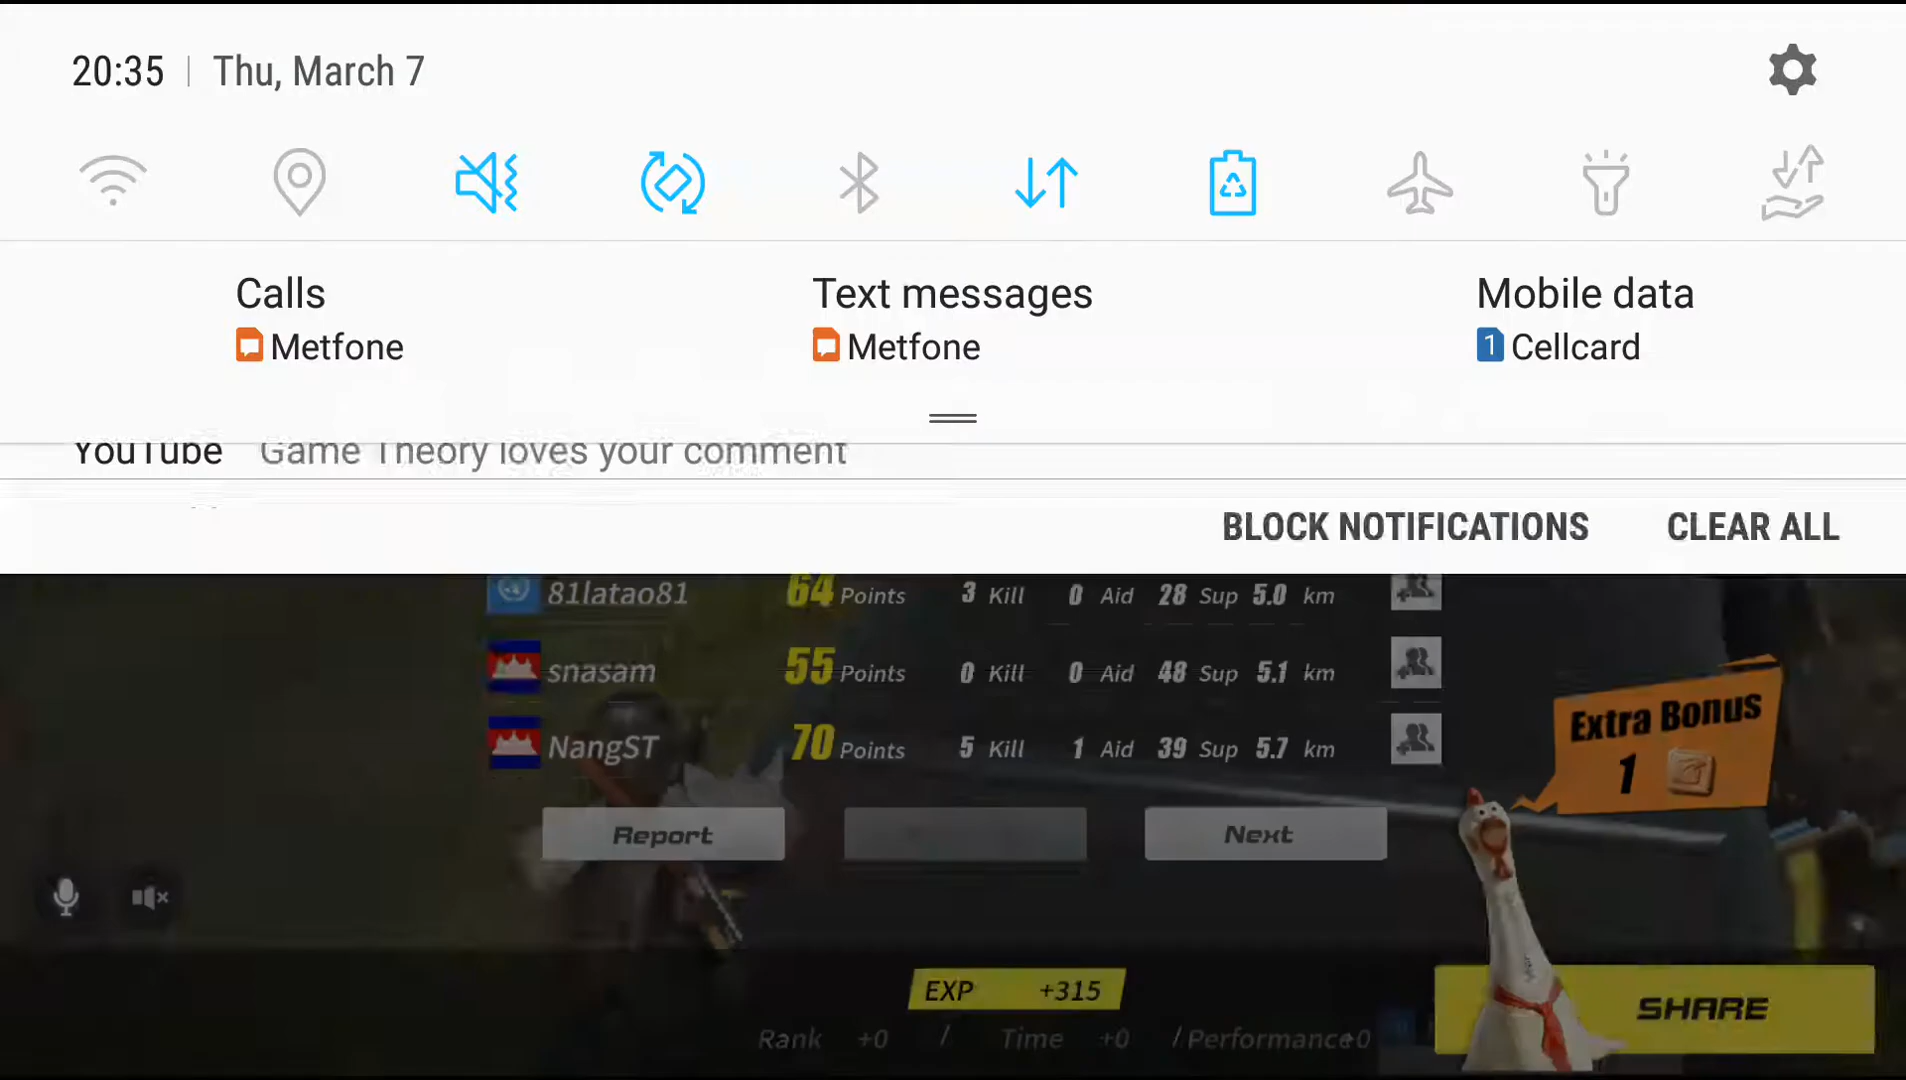 20:35 | Thu, March 7
Calls Text messages Mobile data
Metfone Metfone 1 Cellcard
YouTube Game Theory loves your comment
BLOCK NOTIFICATIONS CLEAR ALL
81latao81 64 Points 3 Kill 0 Aid 28 Sup 5.0 km
snasam 55 Points 0 Kill 0 Aid 48 Sup 5.1 km
NangST 70 Points 5 Kill 1 Aid 39 Sup 5.7 km
Extra Bonus
1
Report Next
EXP +315
SHARE
Rank +0 / Time +0 / Performance+0